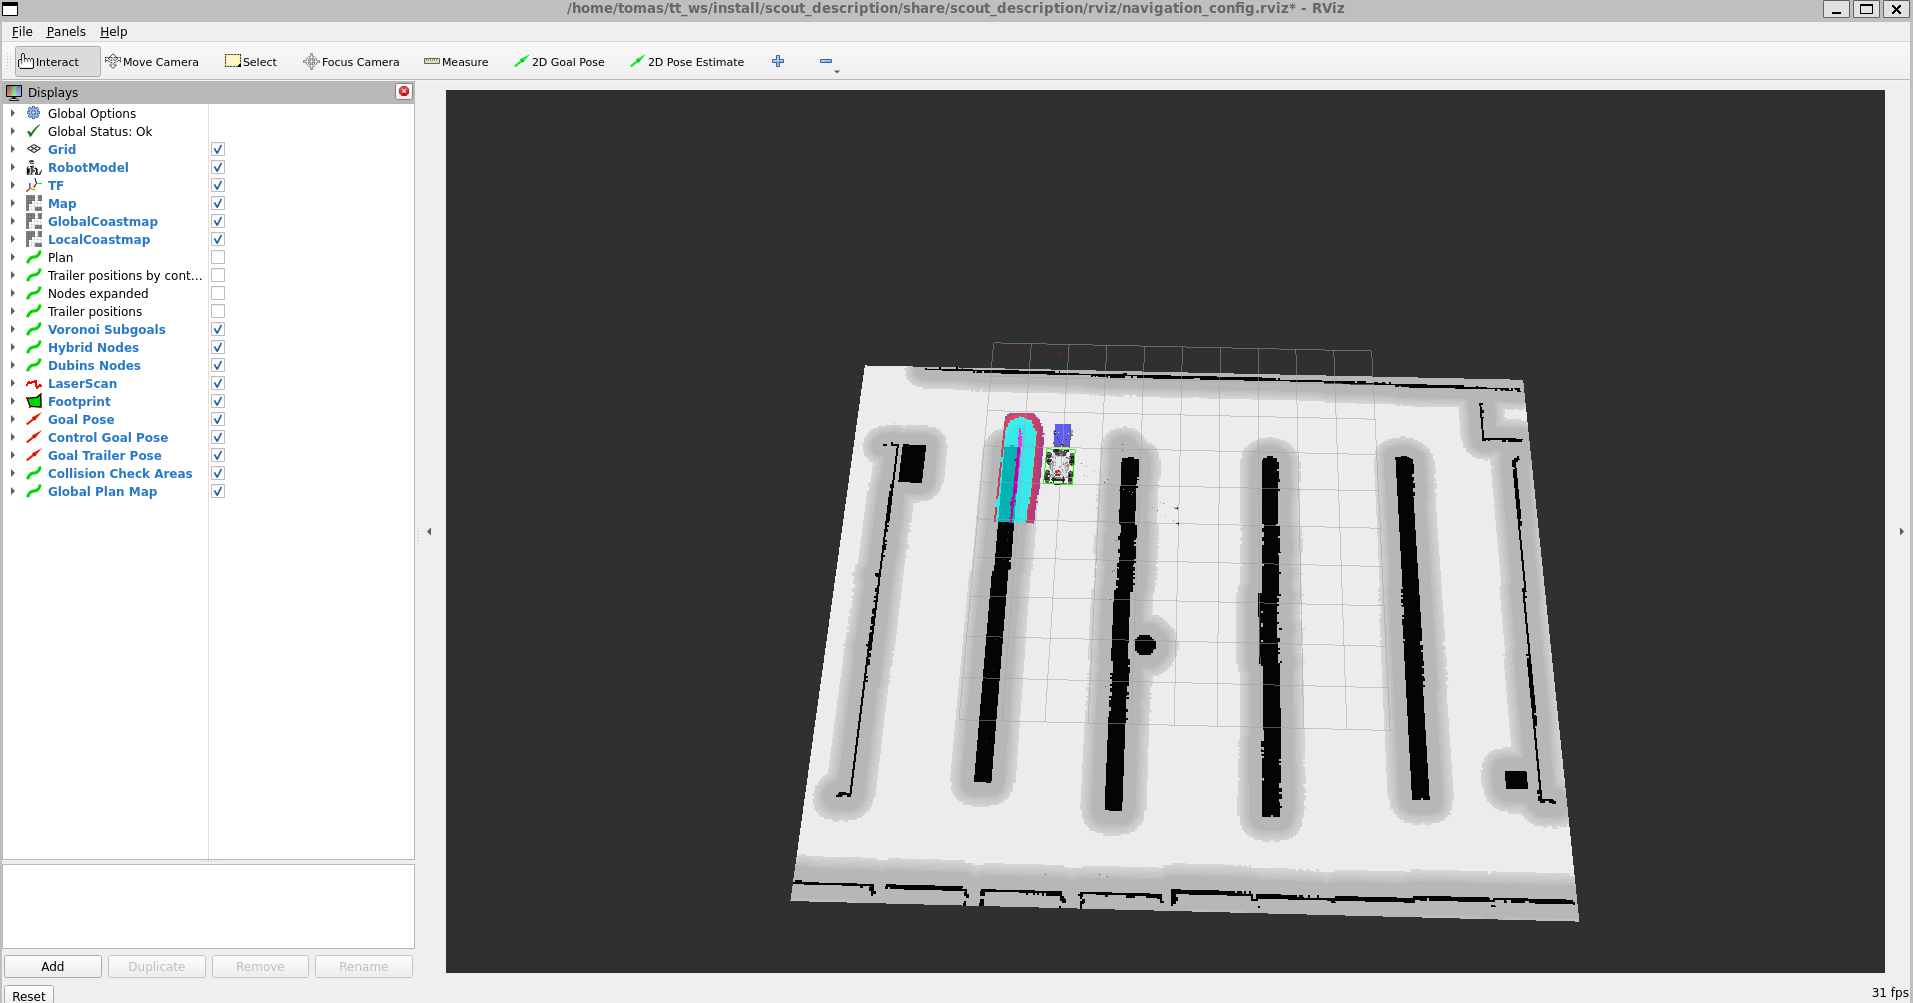 /home/tomas/tt_ws/install/scout_description/share/scout_description/rviz/navigation_config.rviz* - RViz
File Panels Help
Interact Move Camera Select Focus Camera Measure 2D Goal Pose 2D Pose Estimate
Displays
Global Options
Global Status: Ok
Grid
RobotModel
TF
Map
GlobalCoastmap
LocalCoastmap
Plan
Trailer positions by cont...
Nodes expanded
Trailer positions
Voronoi Subgoals
Hybrid Nodes
Dubins Nodes
LaserScan
Footprint
Goal Pose
Control Goal Pose
Goal Trailer Pose
Collision Check Areas
Global Plan Map
Add Duplicate Remove Rename
Reset
31 fps